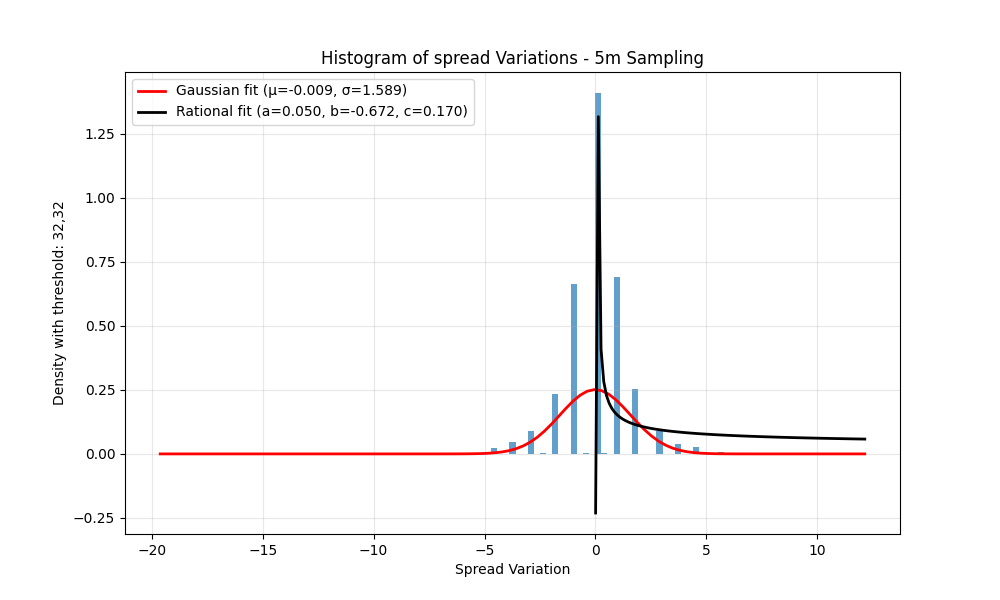 Histogram of spread Variations - 5m Sampling
Gaussian fit (μ=-0.009, σ=1.589)
Rational fit (a=0.050, b=-0.672, c=0.170)
Density with threshold: 32,32
1.25
1.00
0.75
0.50
0.25
0.00
−0.25
−20
−15
−10
−5
0
5
10
Spread Variation